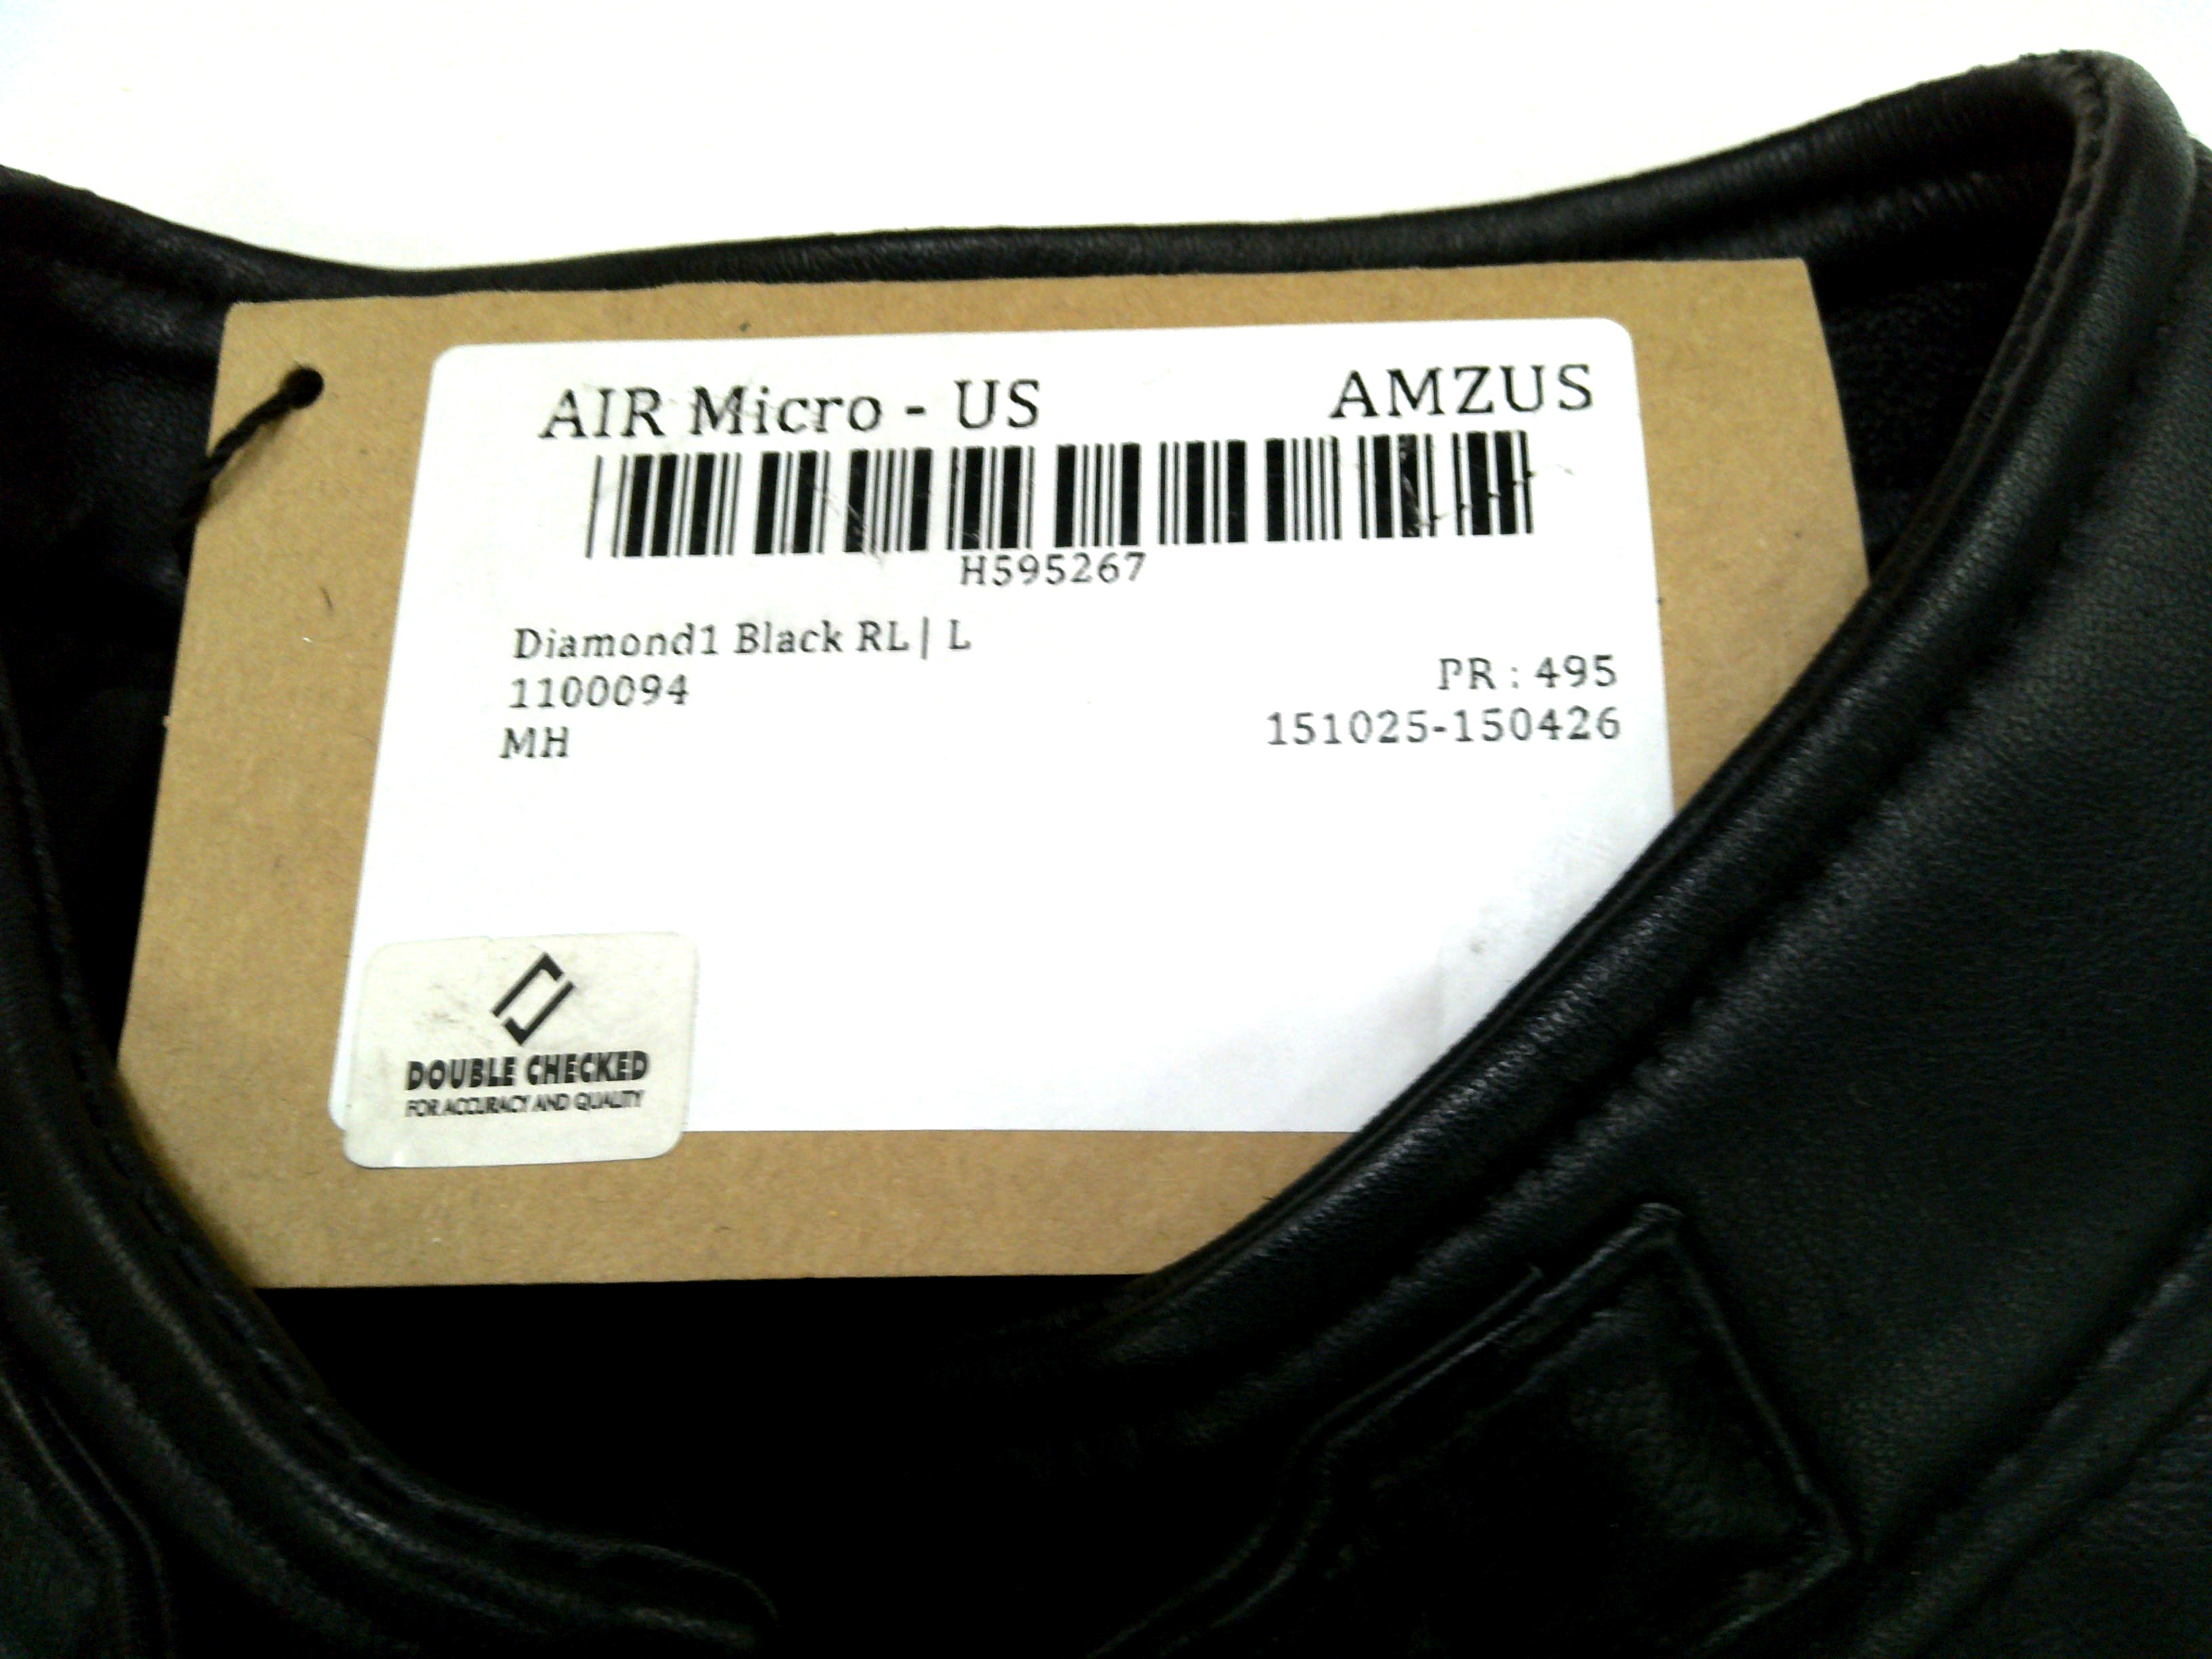 AIR Micro - US AMZUS
H595267
Diamond1 Black RL | L
1100094 PR : 495
MH 151025-150426
DOUBLE CHECKED
FOR ACCURACY AND QUALITY